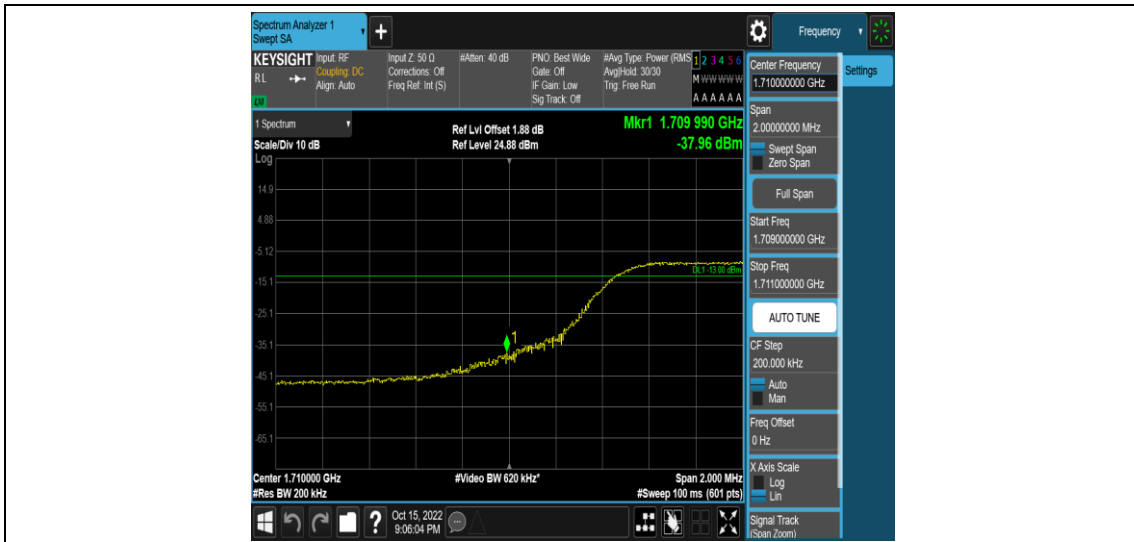 Spectrum Analyzer 1
Swept SA
+
Frequency
KEYSIGHT
RL
LXI
Input: RF
Coupling: DC
Align: Auto
Input Z: 50 Ω
Corrections: Off
Freq Ref: Int (S)
#Atten: 40 dB
PNO: Best Wide
Gate: Off
IF Gain: Low
Sig Track: Off
#Avg Type: Power (RMS
Avg|Hold: 30/30
Trig: Free Run
1 2 3 4 5 6
M W W W W W
A A A A A A
1 Spectrum
Scale/Div 10 dB
Ref Lvl Offset 1.88 dB
Ref Level 24.88 dBm
Mkr1 1.709 990 GHz
-37.96 dBm
Log
14.9
4.88
-5.12
DL1 -13.00 dBm
-15.1
-25.1
1
-35.1
-45.1
-55.1
-65.1
Center 1.710000 GHz
#Video BW 620 kHz*
Span 2.000 MHz
#Res BW 200 kHz
#Sweep 100 ms (601 pts)
?
Oct 15, 2022
9:06:04 PM
Center Frequency
1.710000000 GHz
Settings
Span
2.00000000 MHz
Swept Span
Zero Span
Full Span
Start Freq
1.709000000 GHz
Stop Freq
1.711000000 GHz
AUTO TUNE
CF Step
200.000 kHz
Auto
Man
Freq Offset
0 Hz
X Axis Scale
Log
Lin
Signal Track
(Span Zoom)